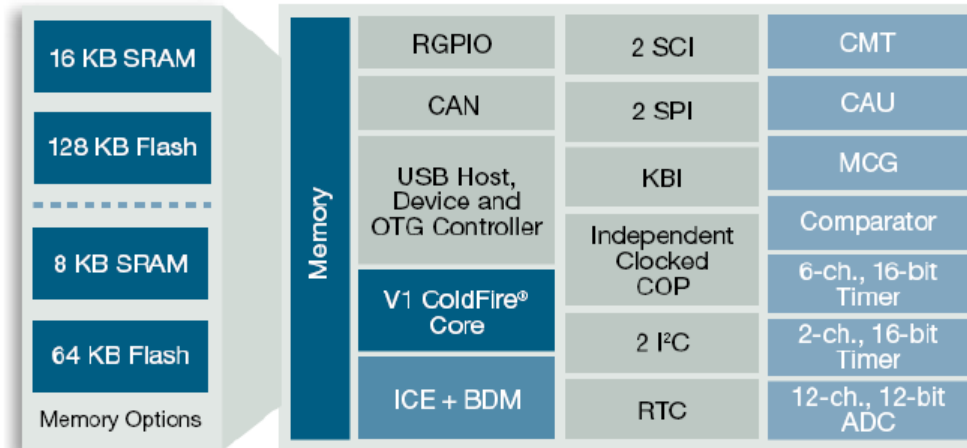 16 KB SRAM
128 KB Flash
8 KB SRAM
64 KB Flash
Memory Options
Memory
RGPIO
CAN
USB Host,
Device and
OTG Controller
V1 ColdFire®
Core
ICE + BDM
2 SCI
2 SPI
KBI
Independent
Clocked
COP
2 I²C
RTC
CMT
CAU
MCG
Comparator
6-ch., 16-bit
Timer
2-ch., 16-bit
Timer
12-ch., 12-bit
ADC